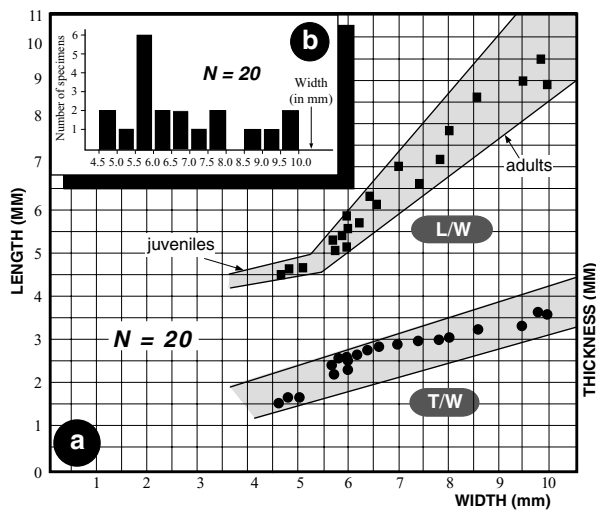 11
10
9
8
7
6
5
4
3
2
1
0
LENGTH (MM)
Number of specimens
6
5
4
3
2
1
N = 20
b
Width
(in mm)
4.5 5.0 5.5 6.0 6.5 7.0 7.5 8.0 8.5 9.0 9.5 10.0
adults
L/W
juveniles
N = 20
T/W
a
THICKNESS (MM)
1 2 3 4 5 6 7 8 9 10
WIDTH (mm)